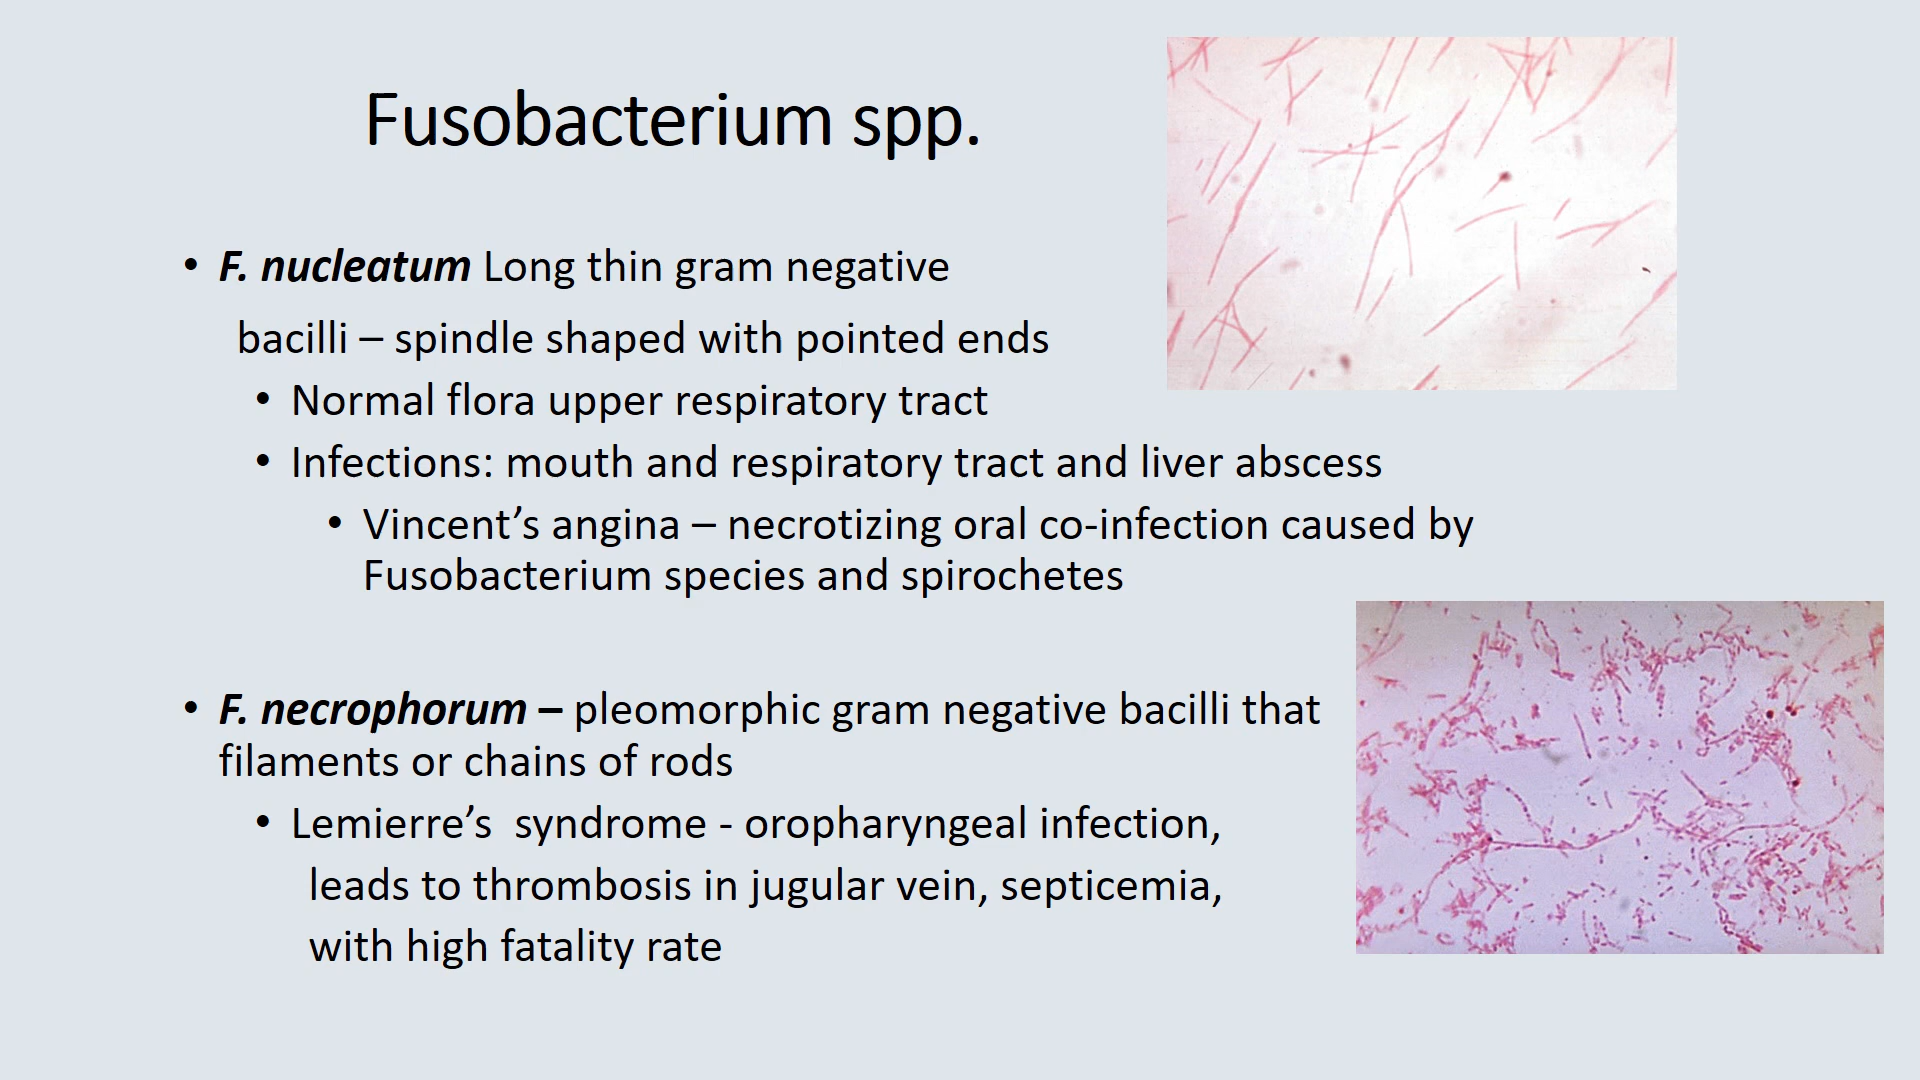 Fusobacterium spp.
• F. nucleatum Long thin gram negative
bacilli – spindle shaped with pointed ends
• Normal flora upper respiratory tract
• Infections: mouth and respiratory tract and liver abscess
• Vincent’s angina – necrotizing oral co-infection caused by
Fusobacterium species and spirochetes
• F. necrophorum – pleomorphic gram negative bacilli that
filaments or chains of rods
• Lemierre’s  syndrome - oropharyngeal infection,
leads to thrombosis in jugular vein, septicemia,
with high fatality rate